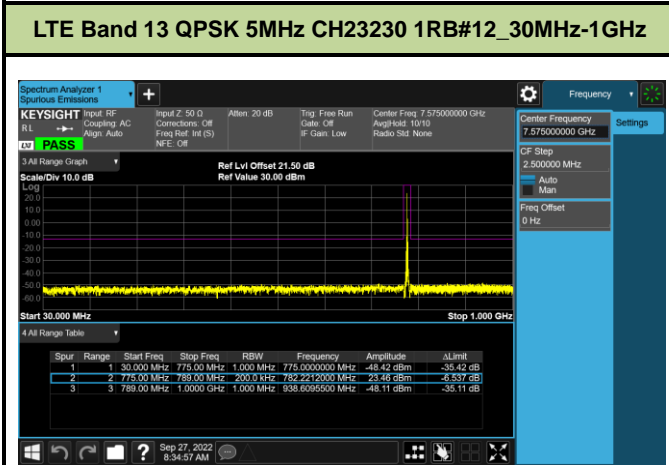 LTE Band 13 QPSK 5MHz CH23230 1RB#12_30MHz-1GHz
Spectrum Analyzer 1
Spurious Emissions
Frequency
KEYSIGHT Input: RF Input Z: 50 Ω Atten: 20 dB Trig: Free Run Center Freq: 7.575000000 GHz
RL Coupling: AC Corrections: Off Gate: Off Avg|Hold: 10/10
Align: Auto Freq Ref: Int (S) IF Gain: Low Radio Std: None
PASS NFE: Off
3 All Range Graph
Ref Lvl Offset 21.50 dB
Scale/Div 10.0 dB Ref Value 30.00 dBm
Log
20.0
10.0
0.00
-10.0
-20.0
-30.0
-40.0
-50.0
-60.0
Start 30.000 MHz Stop 1.000 GHz
4 All Range Table
Spur Range Start Freq Stop Freq RBW Frequency Amplitude ΔLimit
1 1 30.000 MHz 775.00 MHz 1.000 MHz 775.0000000 MHz -48.42 dBm -35.42 dB
2 2 775.00 MHz 789.00 MHz 200.0 kHz 782.2212000 MHz 23.46 dBm -6.537 dB
3 3 789.00 MHz 1.0000 GHz 1.000 MHz 938.6095500 MHz -48.11 dBm -35.11 dB
Center Frequency
7.575000000 GHz
Settings
CF Step
2.500000 MHz
Auto
Man
Freq Offset
0 Hz
Sep 27, 2022
8:34:57 AM